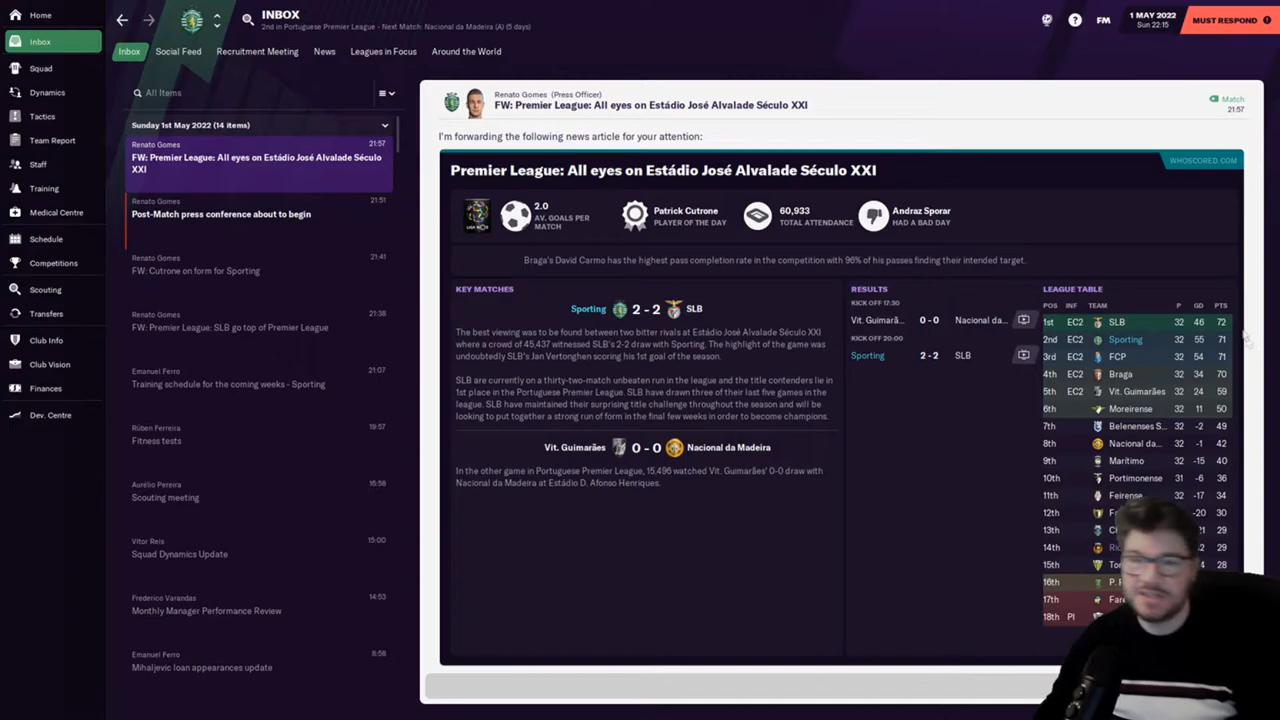 Home
Inbox
Squad
Dynamics
Tactics
Team Report
Staff
Training
Medical Centre
Schedule
Competitions
Scouting
Transfers
Club Info
Club Vision
Finances
Dev. Centre
INBOX
2nd in Portuguese Premier League - Next Match: Nacional da Madeira (A) (5 days)
? FM
1 MAY 2022
Sun 22:15
MUST RESPOND
Inbox Social Feed Recruitment Meeting News Leagues in Focus Around the World
All Items
Sunday 1st May 2022 (14 items)
Renato Gomes 21:57
FW: Premier League: All eyes on Estádio José Alvalade Século
XXI
Renato Gomes 21:51
Post-Match press conference about to begin
Renato Gomes 21:41
FW: Cutrone on form for Sporting
Renato Gomes 21:38
FW: Premier League: SLB go top of Premier League
Emanuel Ferro 21:07
Training schedule for the coming weeks - Sporting
Rúben Ferreira 19:57
Fitness tests
Aurélio Pereira 16:58
Scouting meeting
Vítor Reis 15:00
Squad Dynamics Update
Frederico Varandas 14:53
Monthly Manager Performance Review
Emanuel Ferro 8:58
Mihaljevic loan appearances update
Renato Gomes (Press Officer)
FW: Premier League: All eyes on Estádio José Alvalade Século XXI
Match
21:57
I'm forwarding the following news article for your attention:
WHOSCORED.COM
Premier League: All eyes on Estádio José Alvalade Século XXI
2.0
AV. GOALS PER
MATCH
Patrick Cutrone
PLAYER OF THE DAY
60,933
TOTAL ATTENDANCE
Andraz Sporar
HAD A BAD DAY
Braga's David Carmo has the highest pass completion rate in the competition with 96% of his passes finding their intended target.
KEY MATCHES
Sporting 2 - 2 SLB
The best viewing was to be found between two bitter rivals at Estádio José Alvalade Século XXI
where a crowd of 45,437 witnessed SLB's 2-2 draw with Sporting. The highlight of the game was
undoubtedly SLB's Jan Vertonghen scoring his 1st goal of the season.
SLB are currently on a thirty-two-match unbeaten run in the league and the title contenders lie in
1st place in the Portuguese Premier League. SLB have drawn three of their last five games in the
league. SLB have maintained their surprising title challenge throughout the season and will be
looking to put together a strong run of form in the final few weeks in order to become champions.
Vit. Guimarães 0 - 0 Nacional da Madeira
In the other game in Portuguese Premier League, 15,496 watched Vit. Guimarães' 0-0 draw with
Nacional da Madeira at Estádio D. Afonso Henriques.
RESULTS
KICK OFF 17:30
Vit. Guimarã... 0 - 0 Nacional da...
KICK OFF 20:00
Sporting 2 - 2 SLB
LEAGUE TABLE
POS INF TEAM P GD PTS
1st EC2 SLB 32 46 72
2nd EC2 Sporting 32 55 71
3rd EC2 FCP 32 54 71
4th EC2 Braga 32 34 70
5th EC2 Vit. Guimarães 32 24 59
6th Moreirense 32 11 50
7th Belenenses S... 32 -2 49
8th Nacional da... 32 -1 42
9th Marítimo 32 -15 40
10th Portimonense 31 -6 36
11th Feirense 32 -17 34
12th -20 30
13th 29
14th 29
15th 28
16th
17th
18th PI